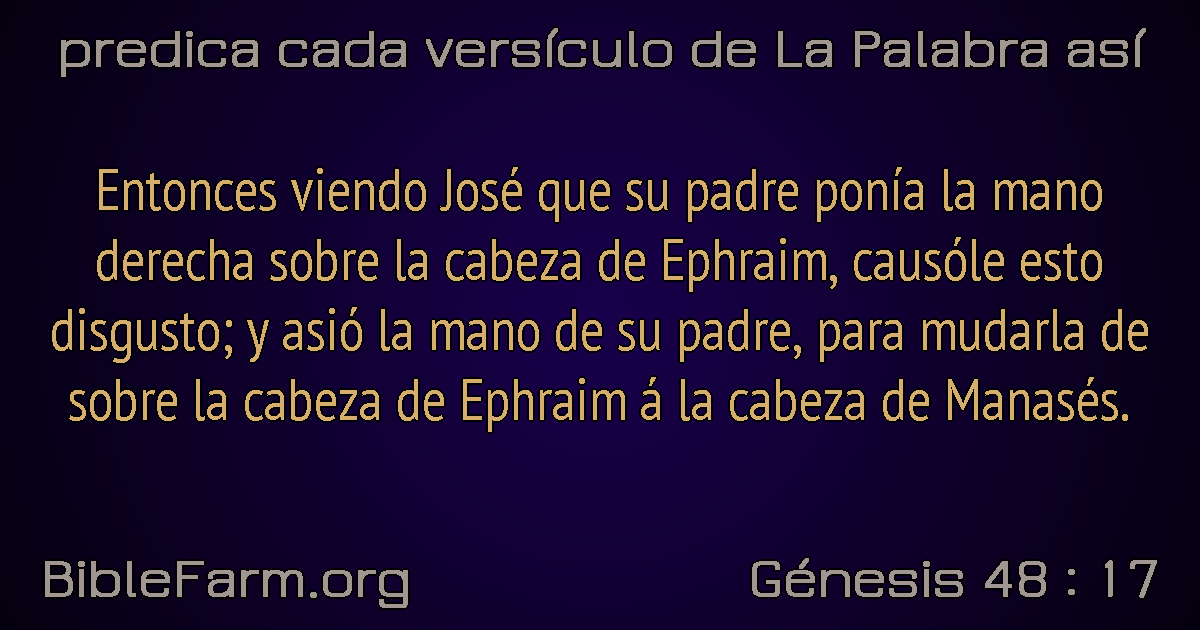 predica cada versículo de La Palabra así
Entonces viendo José que su padre ponía la mano
derecha sobre la cabeza de Ephraim, causóle esto
disgusto; y asió la mano de su padre, para mudarla de
sobre la cabeza de Ephraim á la cabeza de Manasés.
BibleFarm.org
Génesis 48 : 17